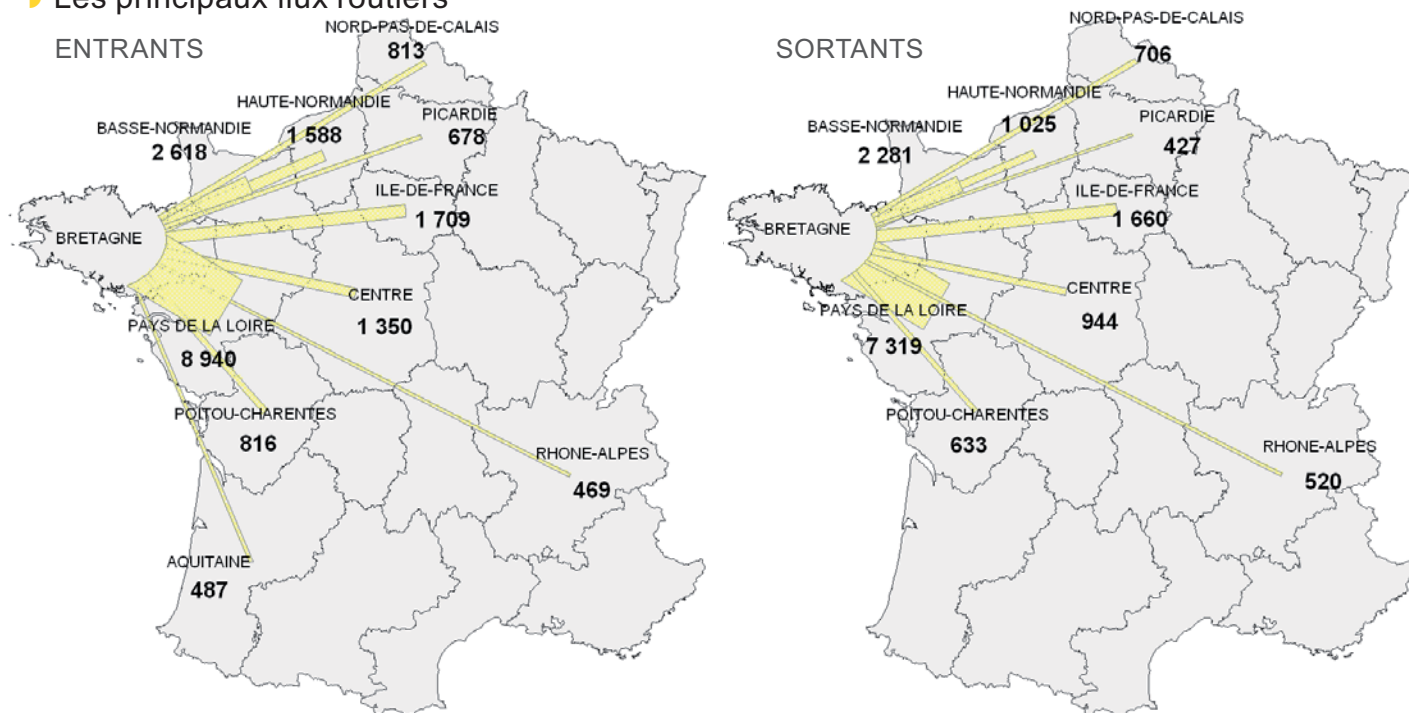 Les principaux flux routiers
ENTRANTS
NORD-PAS-DE-CALAIS
813
HAUTE-NORMANDIE
1 588
PICARDIE
678
BASSE-NORMANDIE
2 618
ILE-DE-FRANCE
1 709
BRETAGNE
CENTRE
1 350
PAYS DE LA LOIRE
8 940
POITOU-CHARENTES
816
RHONE-ALPES
469
AQUITAINE
487
SORTANTS
NORD-PAS-DE-CALAIS
706
HAUTE-NORMANDIE
1 025
PICARDIE
427
BASSE-NORMANDIE
2 281
ILE-DE-FRANCE
1 660
BRETAGNE
CENTRE
944
PAYS DE LA LOIRE
7 319
POITOU-CHARENTES
633
RHONE-ALPES
520